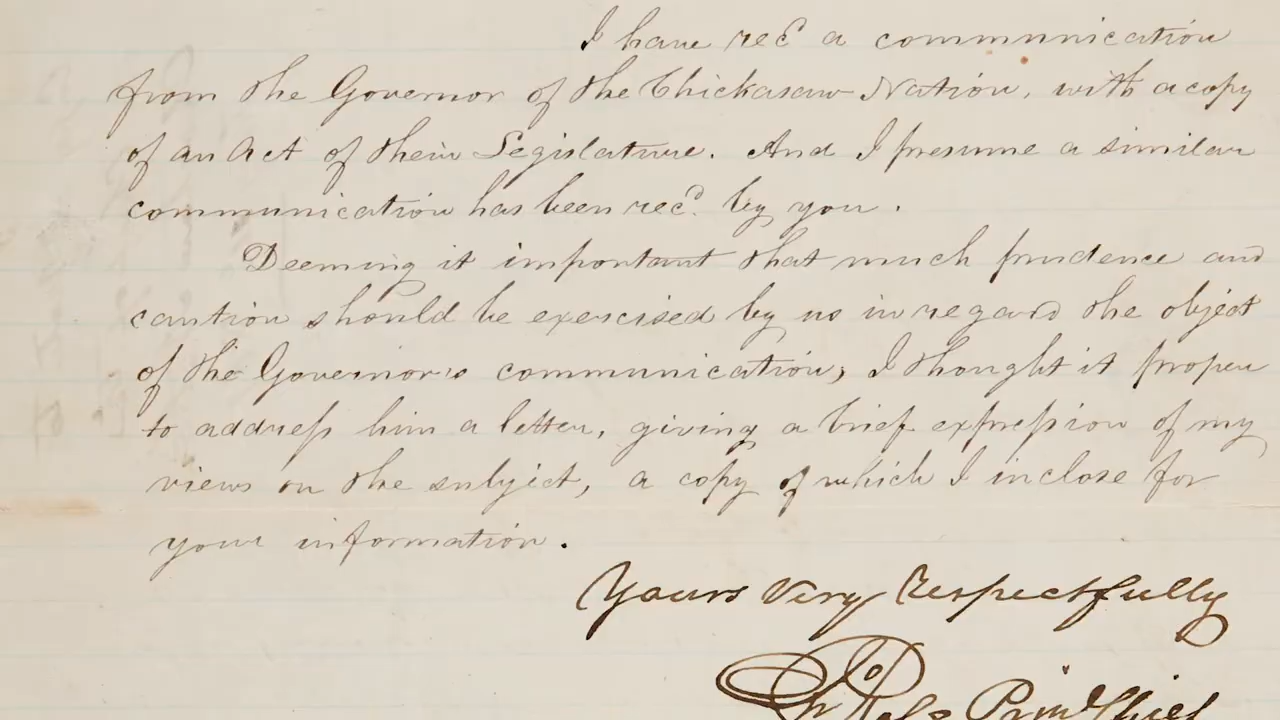 I have recd a communication
from the Governor of the Chickasaw Nation, with a copy
of an Act of their Legislature. And I presume a similar
communication has been recd. by you.
Deeming it important that much prudence and
caution should be exercised by us in regard the object
of the Governor's communication, I thought it proper
to address him a letter, giving a brief expression of my
views on the subject, a copy of which I inclose for
your information.
Yours Very Respectfully
Jno Ross Prinl Chief